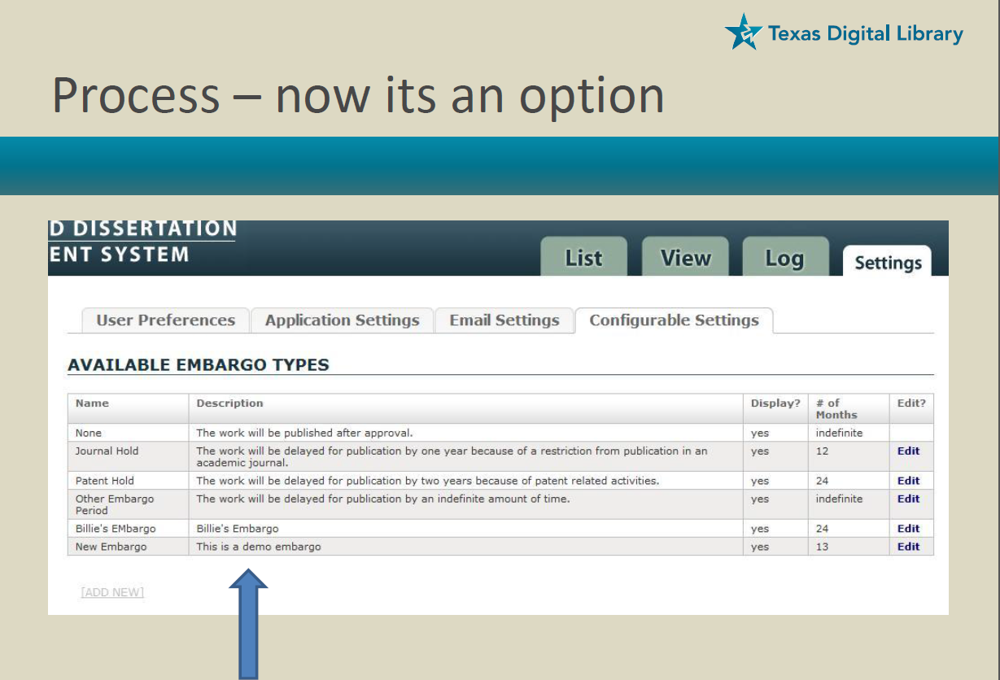 Texas Digital Library
Process – now its an option
D DISSERTATION
ENT SYSTEM
List View Log Settings
User Preferences Application Settings Email Settings Configurable Settings
AVAILABLE EMBARGO TYPES
Name Description Display? # of Months Edit?
None The work will be published after approval. yes indefinite
Journal Hold The work will be delayed for publication by one year because of a restriction from publication in an academic journal. yes 12 Edit
Patent Hold The work will be delayed for publication by two years because of patent related activities. yes 24 Edit
Other Embargo Period The work will be delayed for publication by an indefinite amount of time. yes indefinite Edit
Billie's EMbargo Billie's Embargo yes 24 Edit
New Embargo This is a demo embargo yes 13 Edit
[ADD NEW]